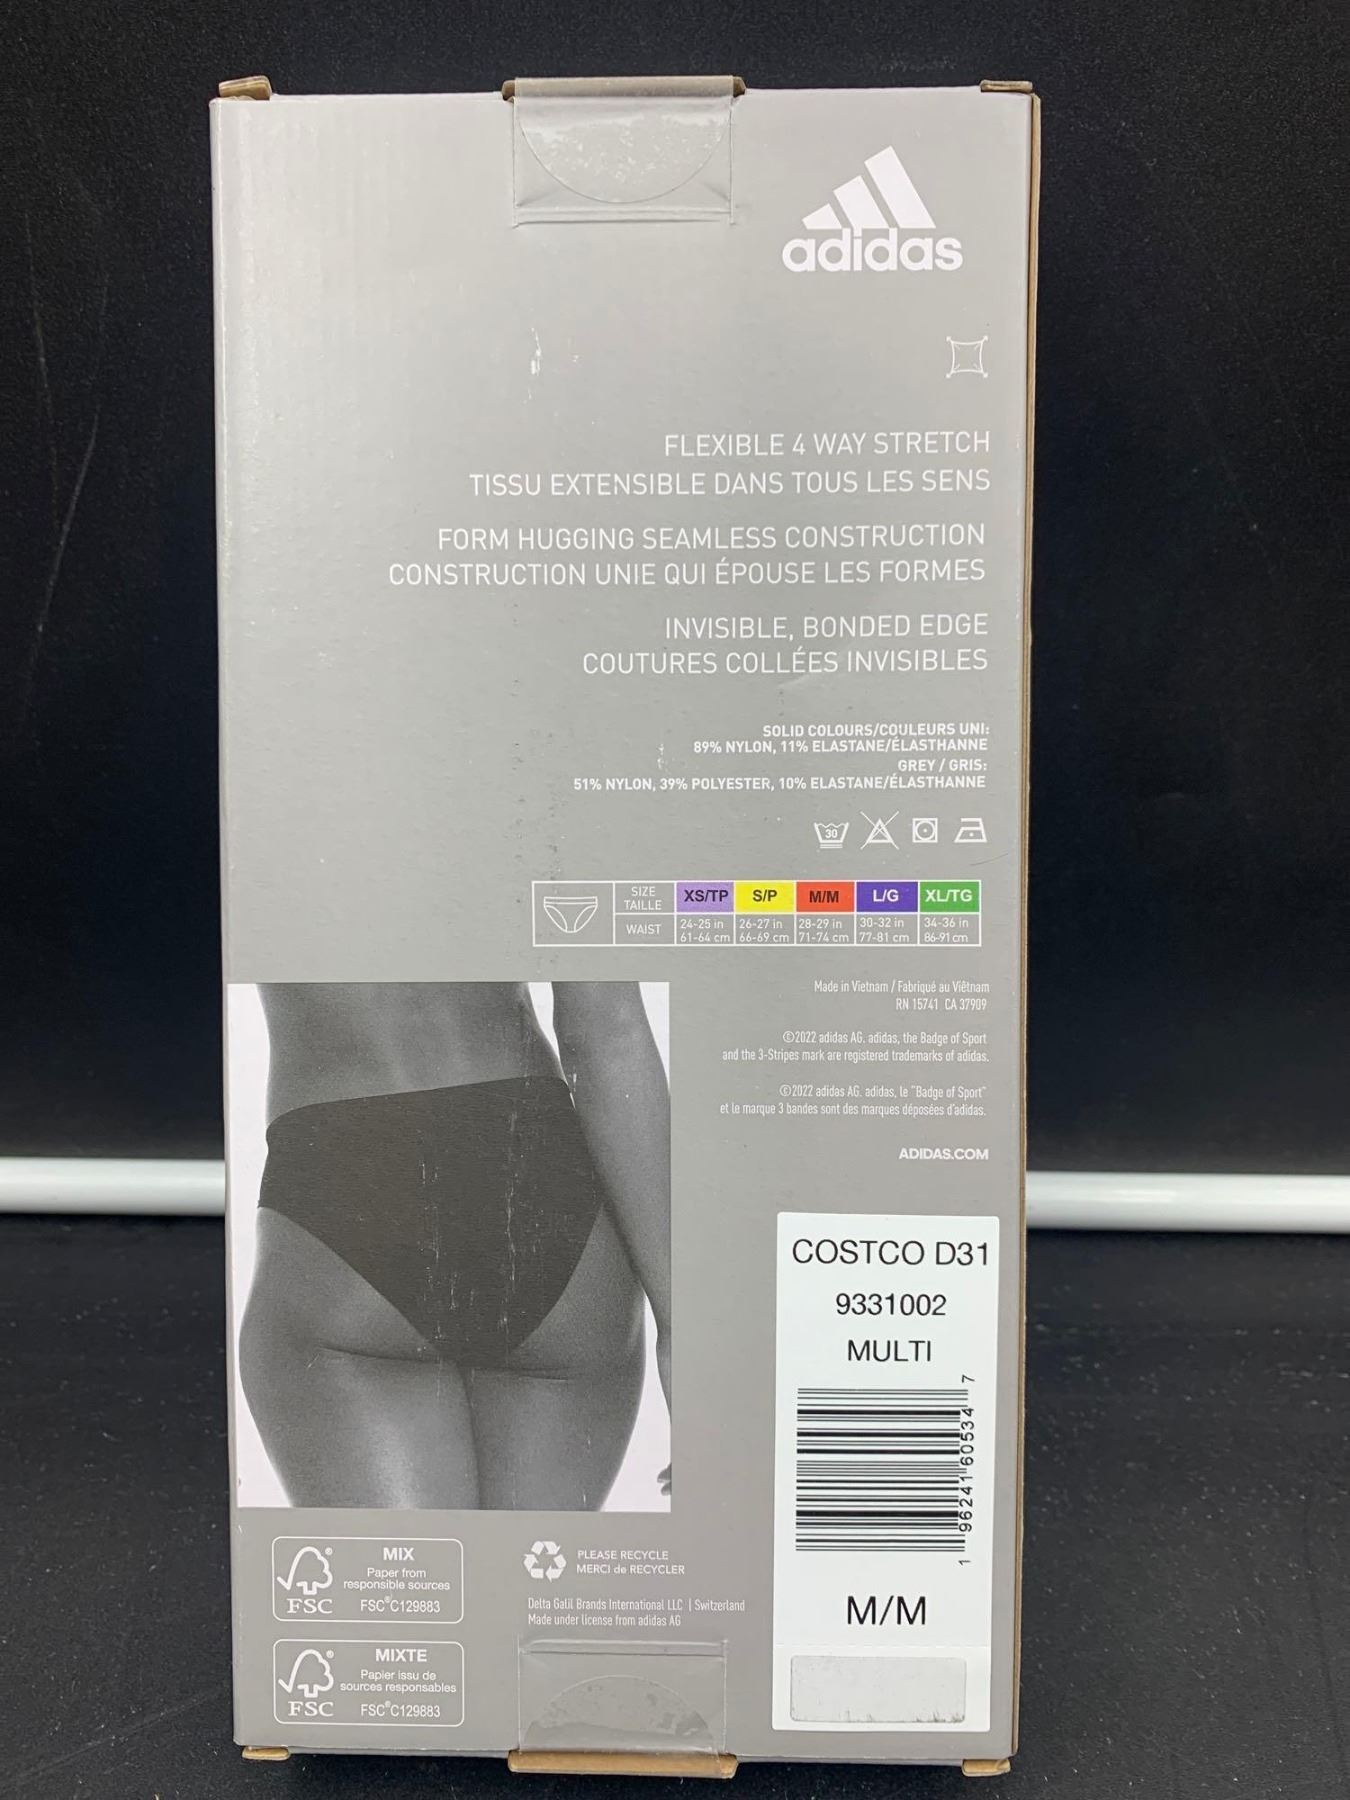 adidas
FLEXIBLE 4 WAY STRETCH
TISSU EXTENSIBLE DANS TOUS LES SENS
FORM HUGGING SEAMLESS CONSTRUCTION
CONSTRUCTION UNIE QUI ÉPOUSE LES FORMES
INVISIBLE, BONDED EDGE
COUTURES COLLÉES INVISIBLES
SOLID COLOURS/COULEURS UNI:
89% NYLON, 11% ELASTANE/ÉLASTHANNE
GREY / GRIS:
51% NYLON, 39% POLYESTER, 10% ELASTANE/ÉLASTHANNE
30
SIZE
TAILLE
XS/TP S/P M/M L/G XL/TG
WAIST
24-25 in 26-27 in 28-29 in 30-32 in 34-36 in
61-64 cm 66-69 cm 71-74 cm 77-81 cm 86-91 cm
Made in Vietnam / Fabriqué au Viêtnam
RN 15741 CA 37909
©2022 adidas AG. adidas, the Badge of Sport
and the 3-Stripes mark are registered trademarks of adidas.
©2022 adidas AG. adidas, le "Badge of Sport"
et le marque 3 bandes sont des marques déposées d'adidas.
ADIDAS.COM
COSTCO D31
9331002
MULTI
1 96241 60534 7
M/M
FSC
MIX
Paper from
responsible sources
FSC® C129883
FSC
MIXTE
Papier issu de
sources responsables
FSC® C129883
PLEASE RECYCLE
MERCI de RECYCLER
Delta Galil Brands International LLC | Switzerland
Made under license from adidas AG